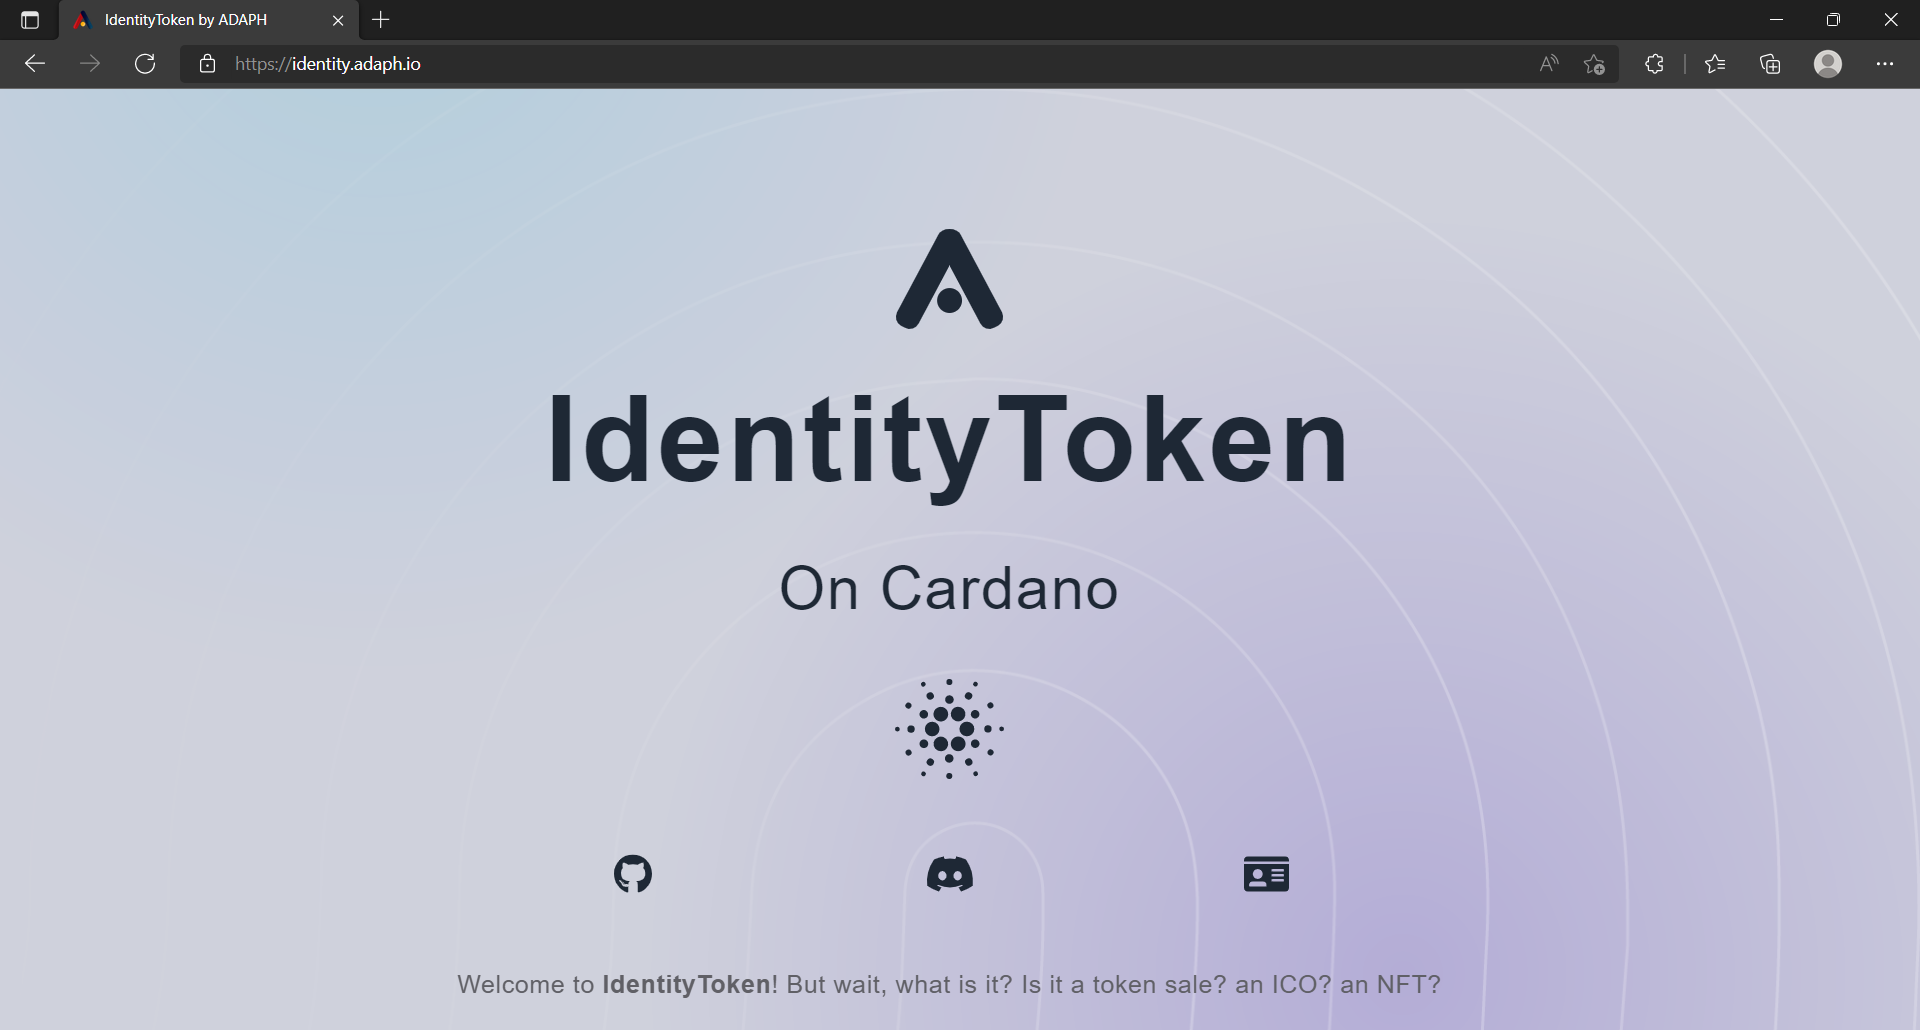 IdentityToken by ADAPH
https://identity.adaph.io
IdentityToken
On Cardano
Welcome to IdentityToken! But wait, what is it? Is it a token sale? an ICO? an NFT?